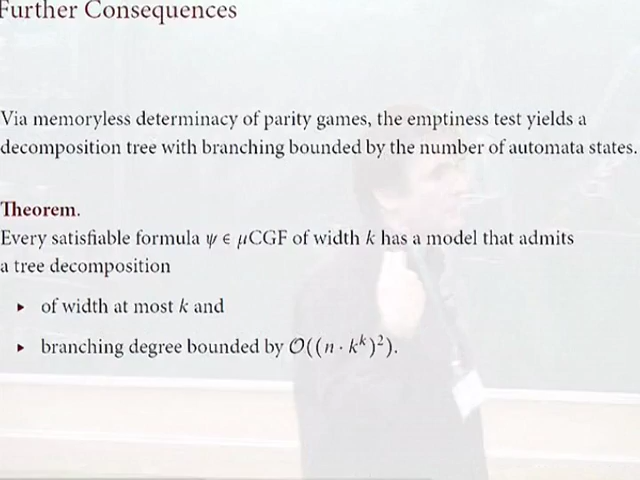 Further Consequences
Via memoryless determinacy of parity games, the emptiness test yields a
decomposition tree with branching bounded by the number of automata states.
Theorem.
Every satisfiable formula ψ ∈ μCGF of width k has a model that admits
a tree decomposition
▸ of width at most k and
▸ branching degree bounded by 𝒪((n · k^k)^2).